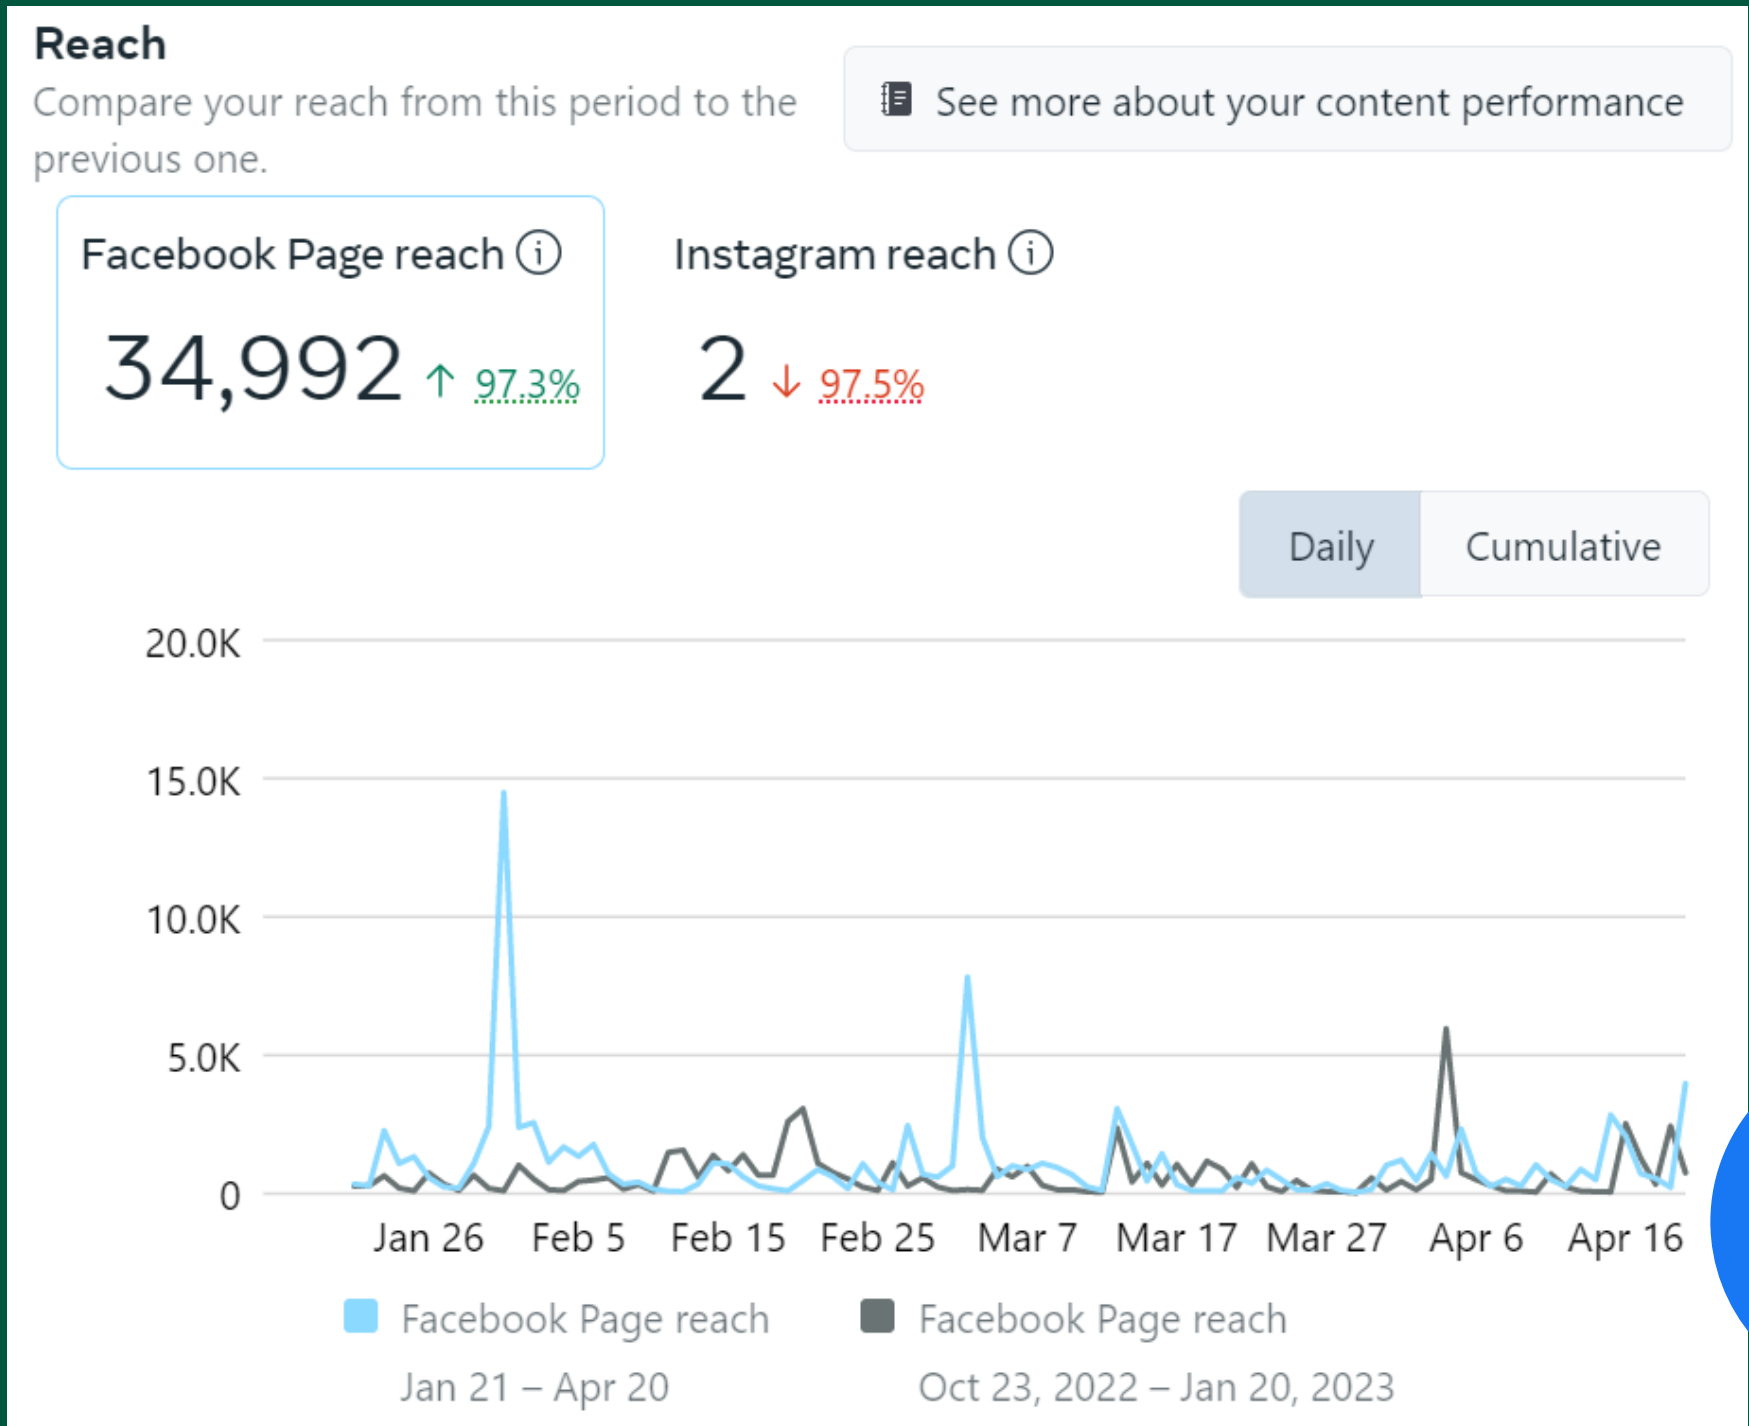 Reach
Compare your reach from this period to the
previous one.
See more about your content performance
Facebook Page reach
34,992 ↑ 97.3%
Instagram reach
2 ↓ 97.5%
Daily
Cumulative
20.0K
15.0K
10.0K
5.0K
0
Jan 26 Feb 5 Feb 15 Feb 25 Mar 7 Mar 17 Mar 27 Apr 6 Apr 16
Facebook Page reach
Jan 21 – Apr 20
Facebook Page reach
Oct 23, 2022 – Jan 20, 2023